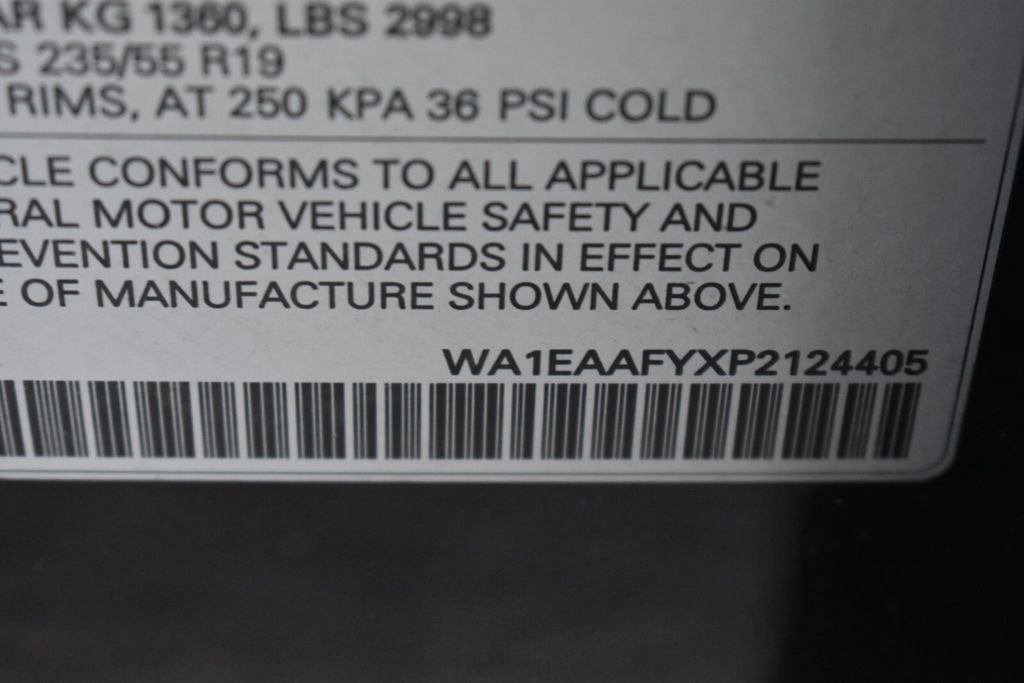 AR KG 1360, LBS 2998
S 235/55 R19
RIMS, AT 250 KPA 36 PSI COLD
CLE CONFORMS TO ALL APPLICABLE
RAL MOTOR VEHICLE SAFETY AND
EVENTION STANDARDS IN EFFECT ON
E OF MANUFACTURE SHOWN ABOVE.
WA1EAAFYXP2124405